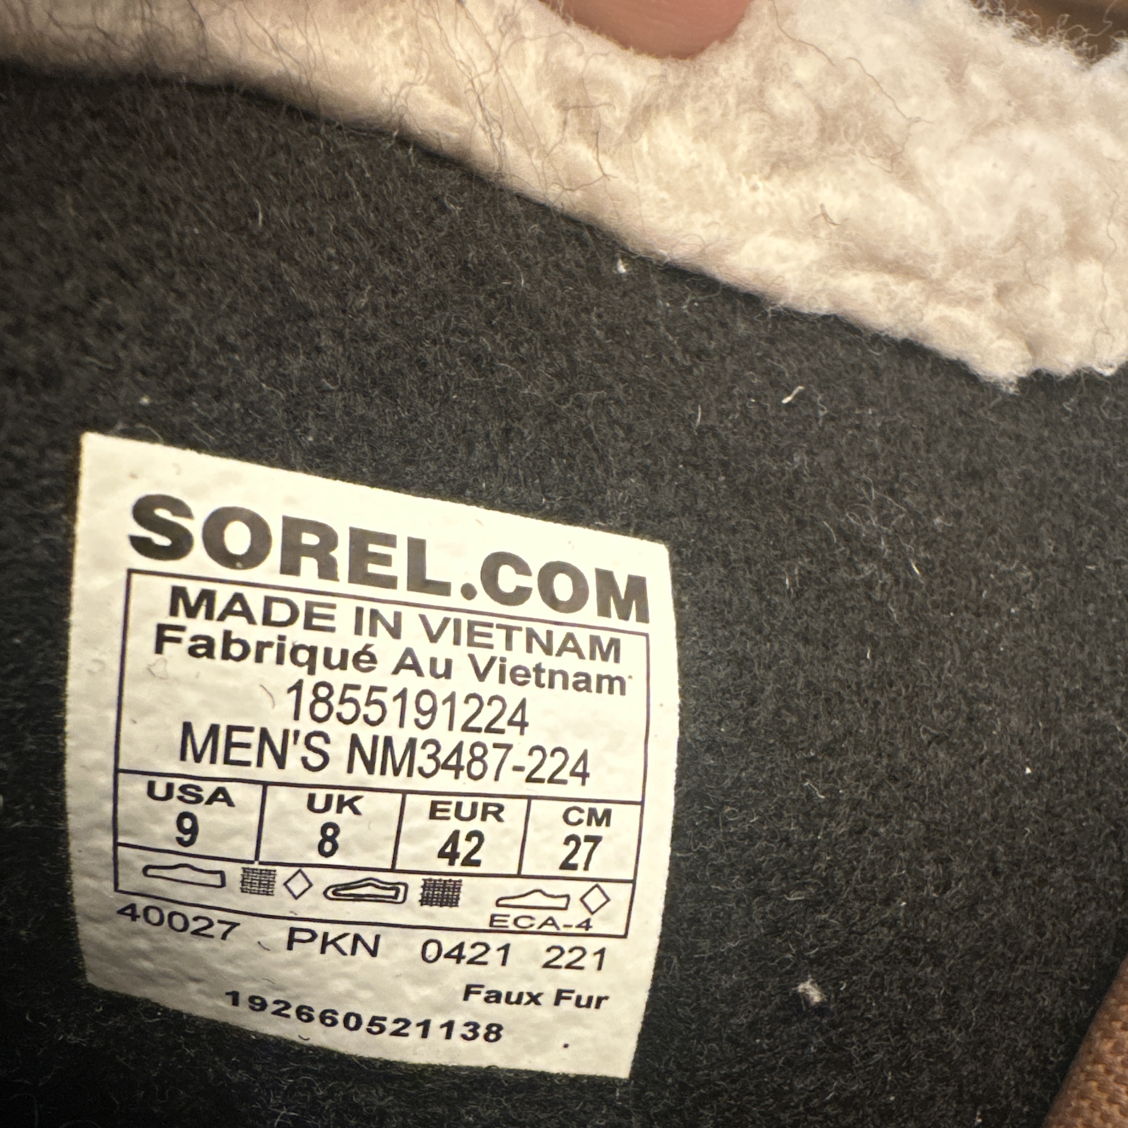 SOREL.COM
MADE IN VIETNAM
Fabriqué Au Vietnam
1855191224
MEN'S NM3487-224
USA UK EUR CM
9 8 42 27
ECA-4
40027 PKN 0421 221
Faux Fur
192660521138